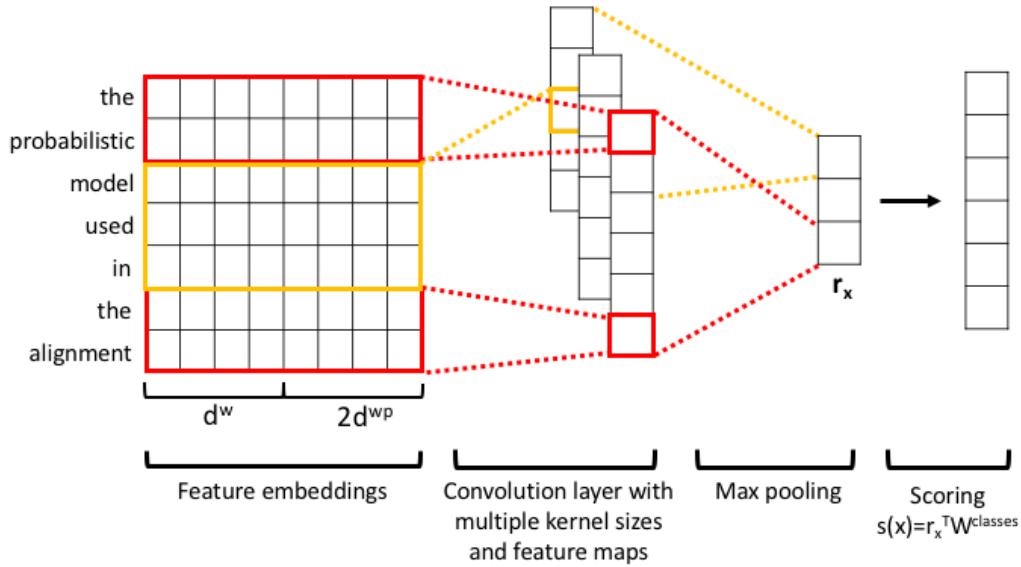 the
probabilistic
model
used
in
the
alignment
d^w
2d^wp
r_x
Feature embeddings
Convolution layer with
multiple kernel sizes
and feature maps
Max pooling
Scoring
s(x)=r_x^T W^classes